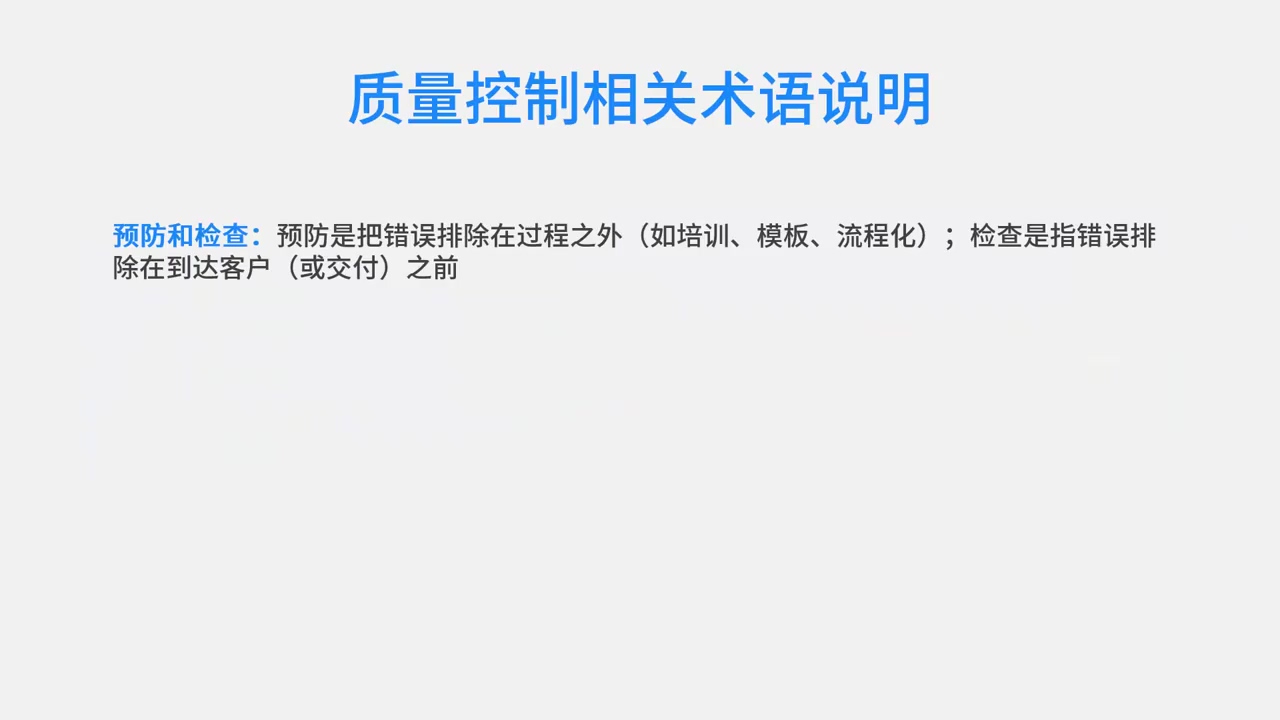 质量控制相关术语说明
预防和检查：预防是把错误排除在过程之外（如培训、模板、流程化）；检查是指错误排
除在到达客户（或交付）之前